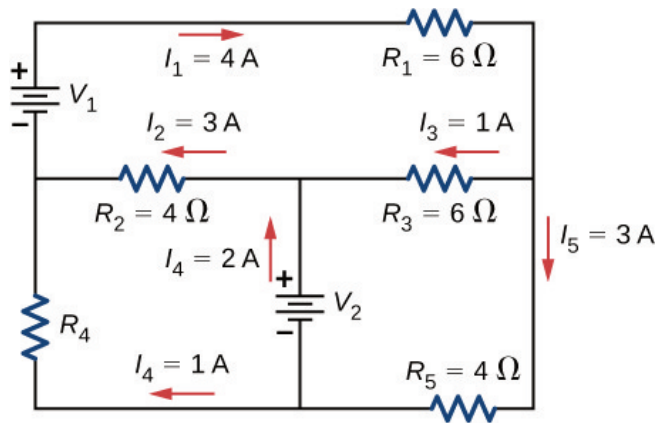 I₁ = 4 A
R₁ = 6 Ω
+
V₁
−
I₂ = 3 A
I₃ = 1 A
R₂ = 4 Ω
R₃ = 6 Ω
I₅ = 3 A
I₄ = 2 A
+
V₂
−
R₄
I₄ = 1 A
R₅ = 4 Ω